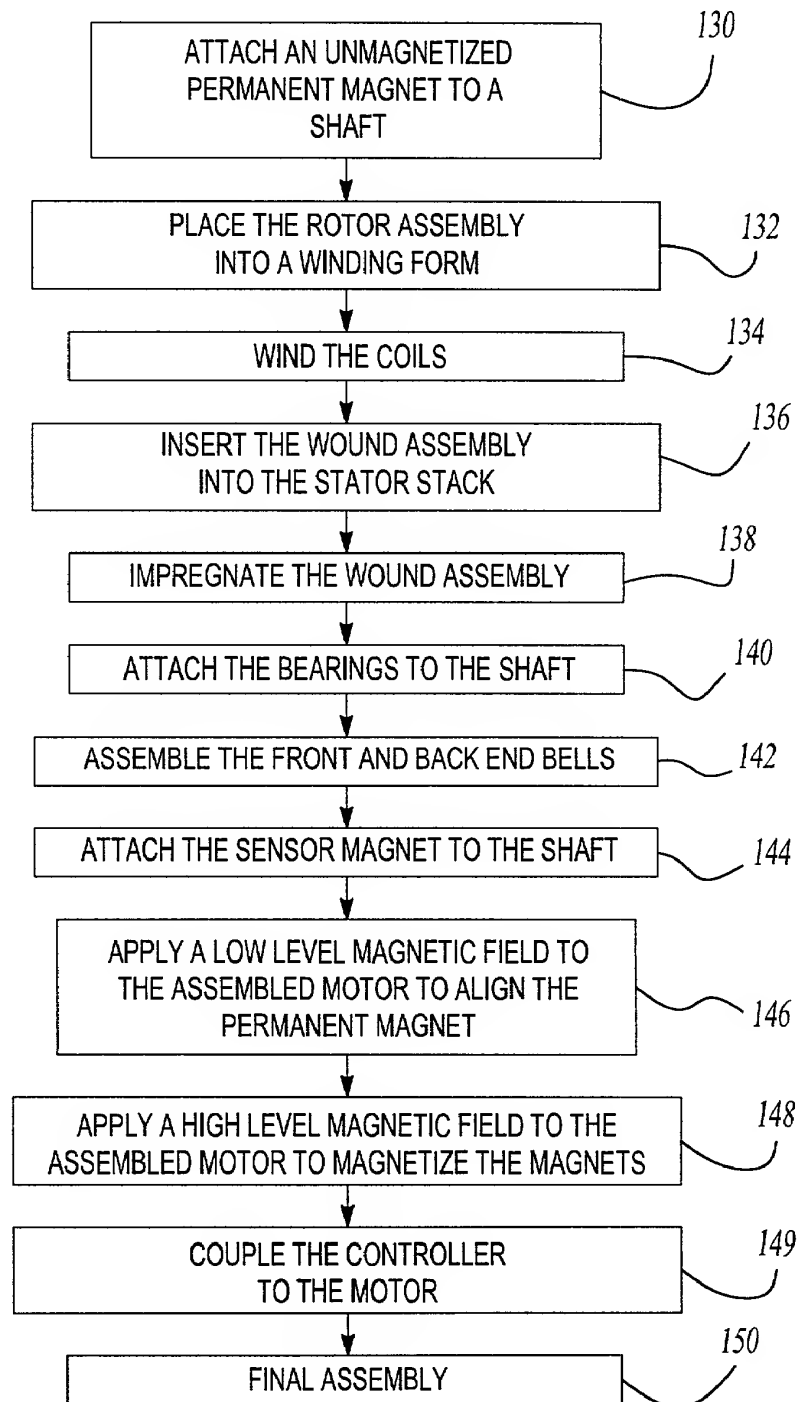 ATTACH AN UNMAGNETIZED
PERMANENT MAGNET TO A
SHAFT
130
PLACE THE ROTOR ASSEMBLY
INTO A WINDING FORM
132
WIND THE COILS
134
INSERT THE WOUND ASSEMBLY
INTO THE STATOR STACK
136
IMPREGNATE THE WOUND ASSEMBLY
138
ATTACH THE BEARINGS TO THE SHAFT
140
ASSEMBLE THE FRONT AND BACK END BELLS
142
ATTACH THE SENSOR MAGNET TO THE SHAFT
144
APPLY A LOW LEVEL MAGNETIC FIELD TO
THE ASSEMBLED MOTOR TO ALIGN THE
PERMANENT MAGNET
146
APPLY A HIGH LEVEL MAGNETIC FIELD TO THE
ASSEMBLED MOTOR TO MAGNETIZE THE MAGNETS
148
COUPLE THE CONTROLLER
TO THE MOTOR
149
FINAL ASSEMBLY
150